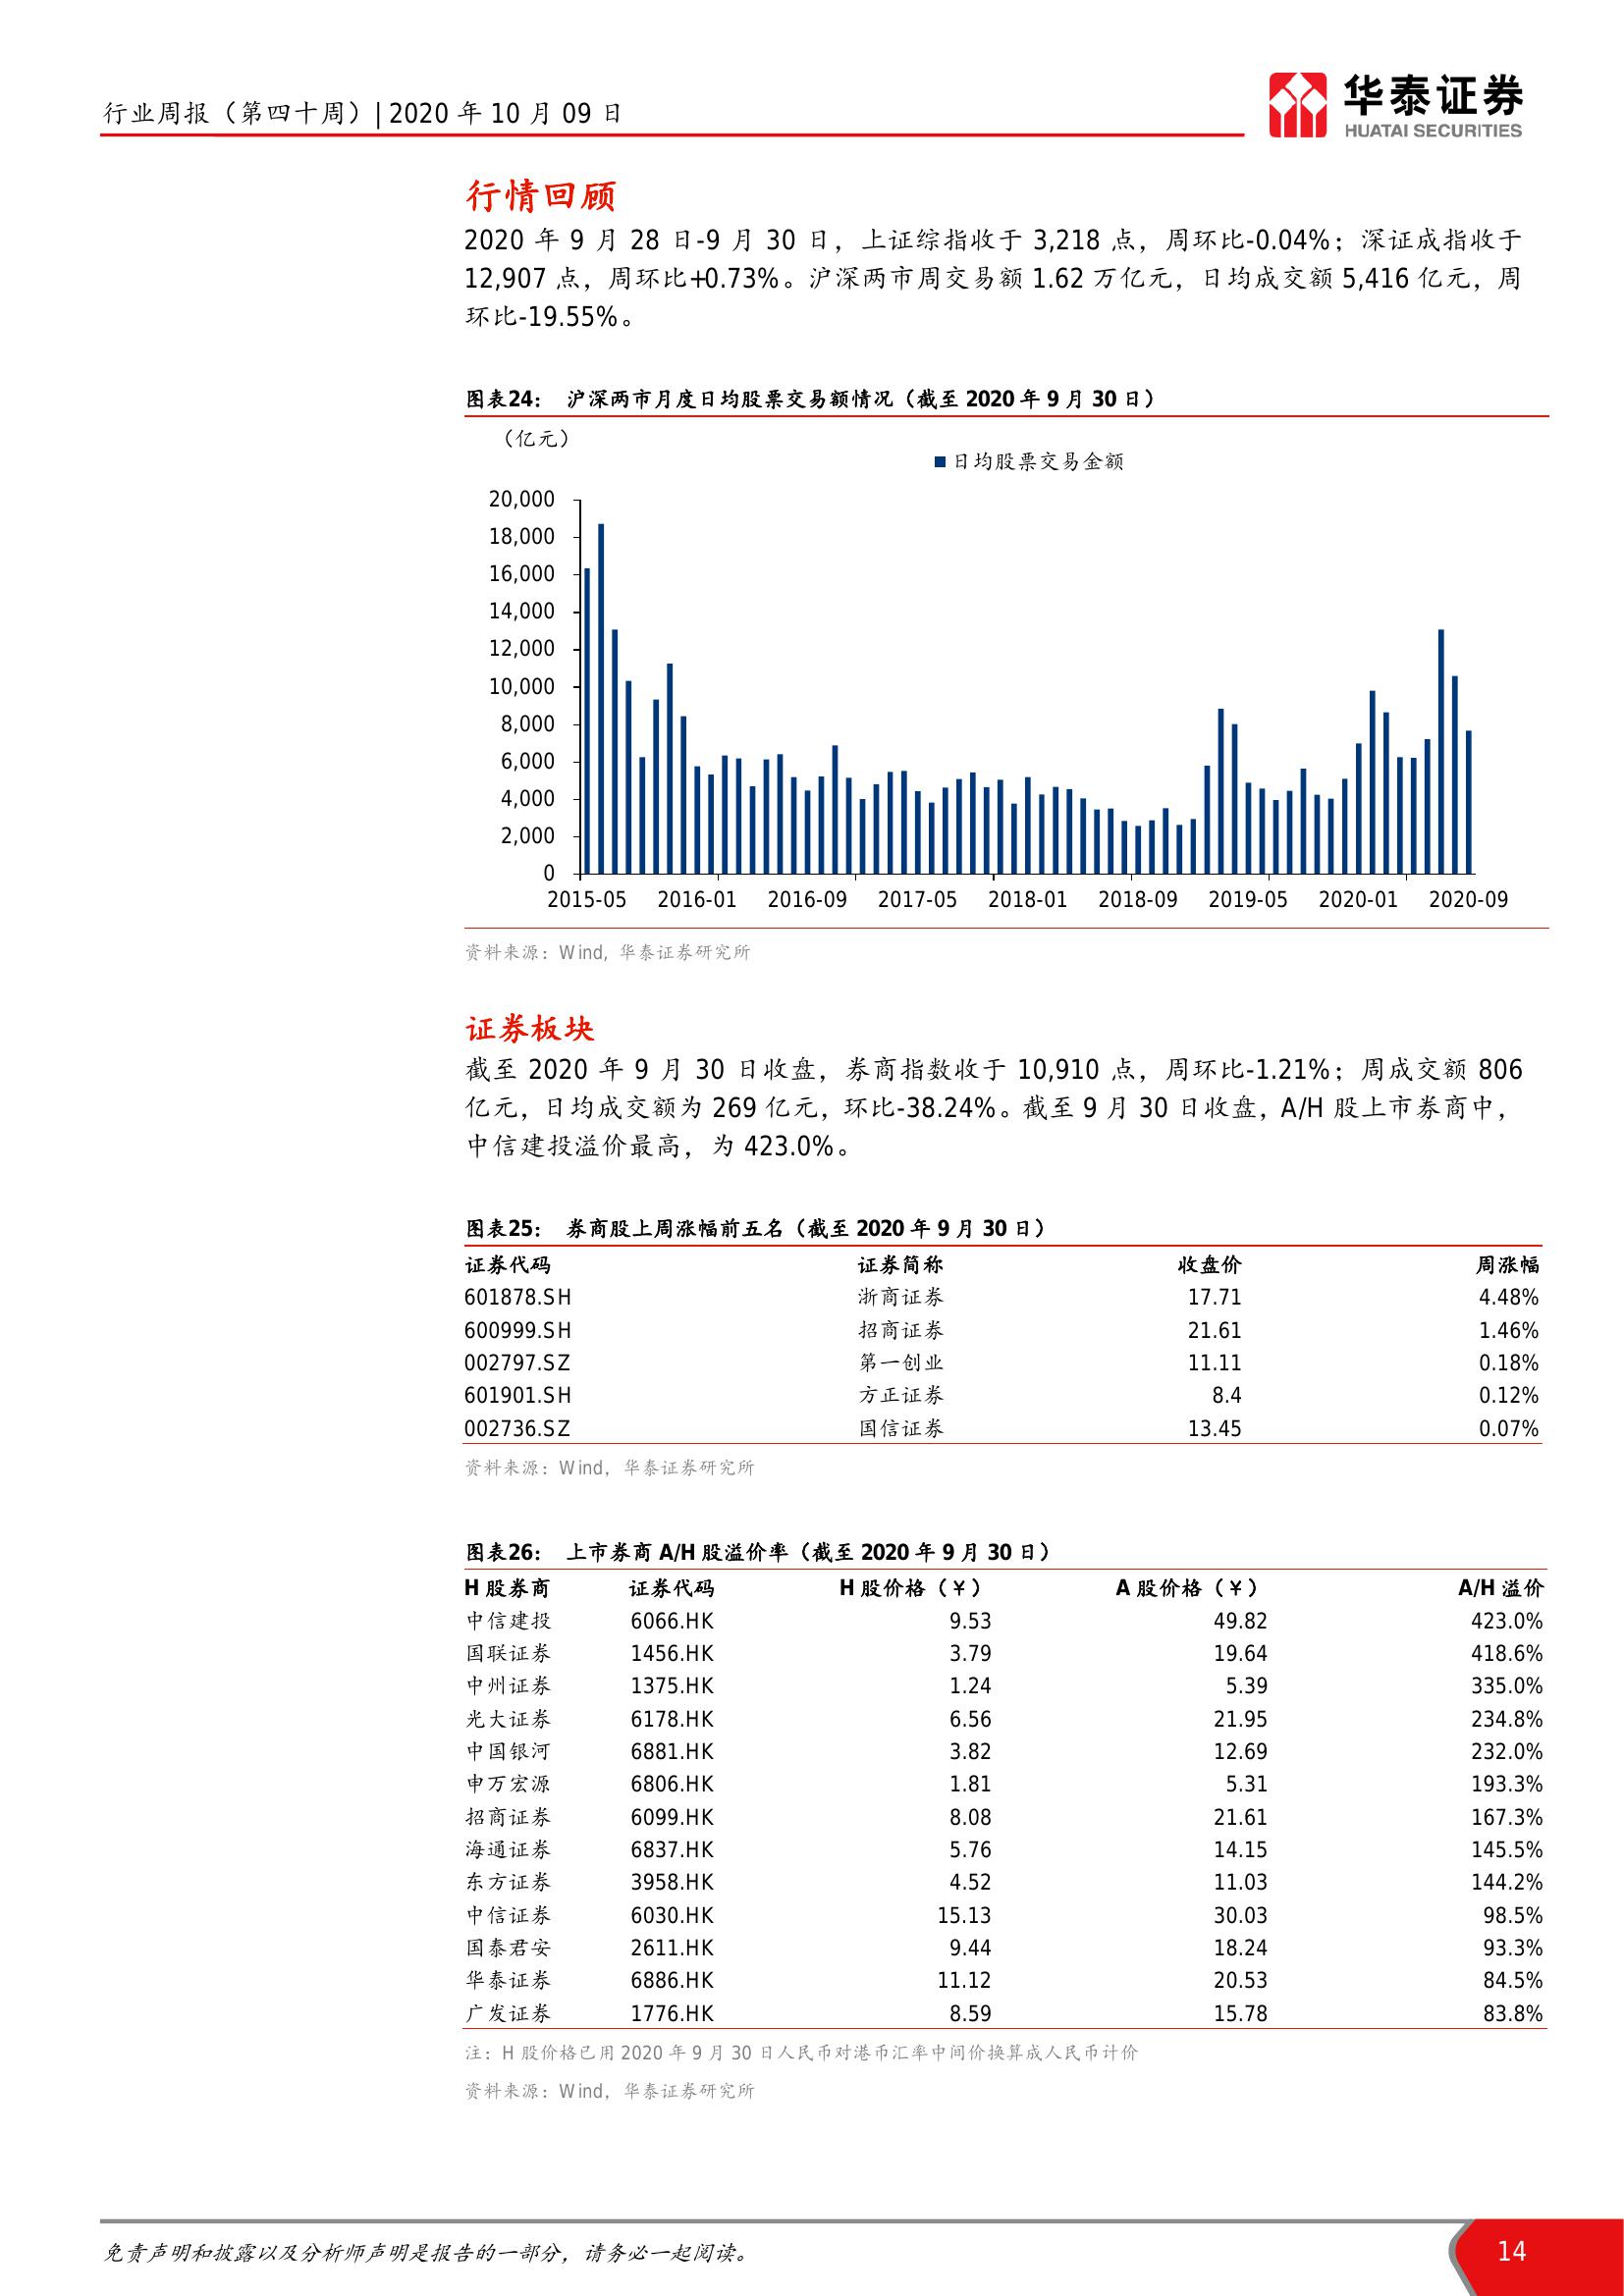 行业周报（第四十周）| 2020 年 10 月 09 日
华泰证券
HUATAI SECURITIES
行情回顾
2020 年 9 月 28 日-9 月 30 日，上证综指收于 3,218 点，周环比-0.04%；深证成指收于
12,907 点，周环比+0.73%。沪深两市周交易额 1.62 万亿元，日均成交额 5,416 亿元，周
环比-19.55%。
图表24： 沪深两市月度日均股票交易额情况（截至 2020 年 9 月 30 日）
（亿元）
日均股票交易金额
20,000
18,000
16,000
14,000
12,000
10,000
8,000
6,000
4,000
2,000
0
2015-05 2016-01 2016-09 2017-05 2018-01 2018-09 2019-05 2020-01 2020-09
资料来源：Wind, 华泰证券研究所
证券板块
截至 2020 年 9 月 30 日收盘，券商指数收于 10,910 点，周环比-1.21%；周成交额 806
亿元，日均成交额为 269 亿元，环比-38.24%。截至 9 月 30 日收盘，A/H 股上市券商中，
中信建投溢价最高，为 423.0%。
图表25： 券商股上周涨幅前五名（截至 2020 年 9 月 30 日）
证券代码 证券简称 收盘价 周涨幅
601878.SH 浙商证券 17.71 4.48%
600999.SH 招商证券 21.61 1.46%
002797.SZ 第一创业 11.11 0.18%
601901.SH 方正证券 8.4 0.12%
002736.SZ 国信证券 13.45 0.07%
资料来源：Wind，华泰证券研究所
图表26： 上市券商 A/H 股溢价率（截至 2020 年 9 月 30 日）
H 股券商 证券代码 H 股价格（￥） A 股价格（￥） A/H 溢价
中信建投 6066.HK 9.53 49.82 423.0%
国联证券 1456.HK 3.79 19.64 418.6%
中州证券 1375.HK 1.24 5.39 335.0%
光大证券 6178.HK 6.56 21.95 234.8%
中国银河 6881.HK 3.82 12.69 232.0%
申万宏源 6806.HK 1.81 5.31 193.3%
招商证券 6099.HK 8.08 21.61 167.3%
海通证券 6837.HK 5.76 14.15 145.5%
东方证券 3958.HK 4.52 11.03 144.2%
中信证券 6030.HK 15.13 30.03 98.5%
国泰君安 2611.HK 9.44 18.24 93.3%
华泰证券 6886.HK 11.12 20.53 84.5%
广发证券 1776.HK 8.59 15.78 83.8%
注：H 股价格已用 2020 年 9 月 30 日人民币对港币汇率中间价换算成人民币计价
资料来源：Wind，华泰证券研究所
免责声明和披露以及分析师声明是报告的一部分，请务必一起阅读。
14